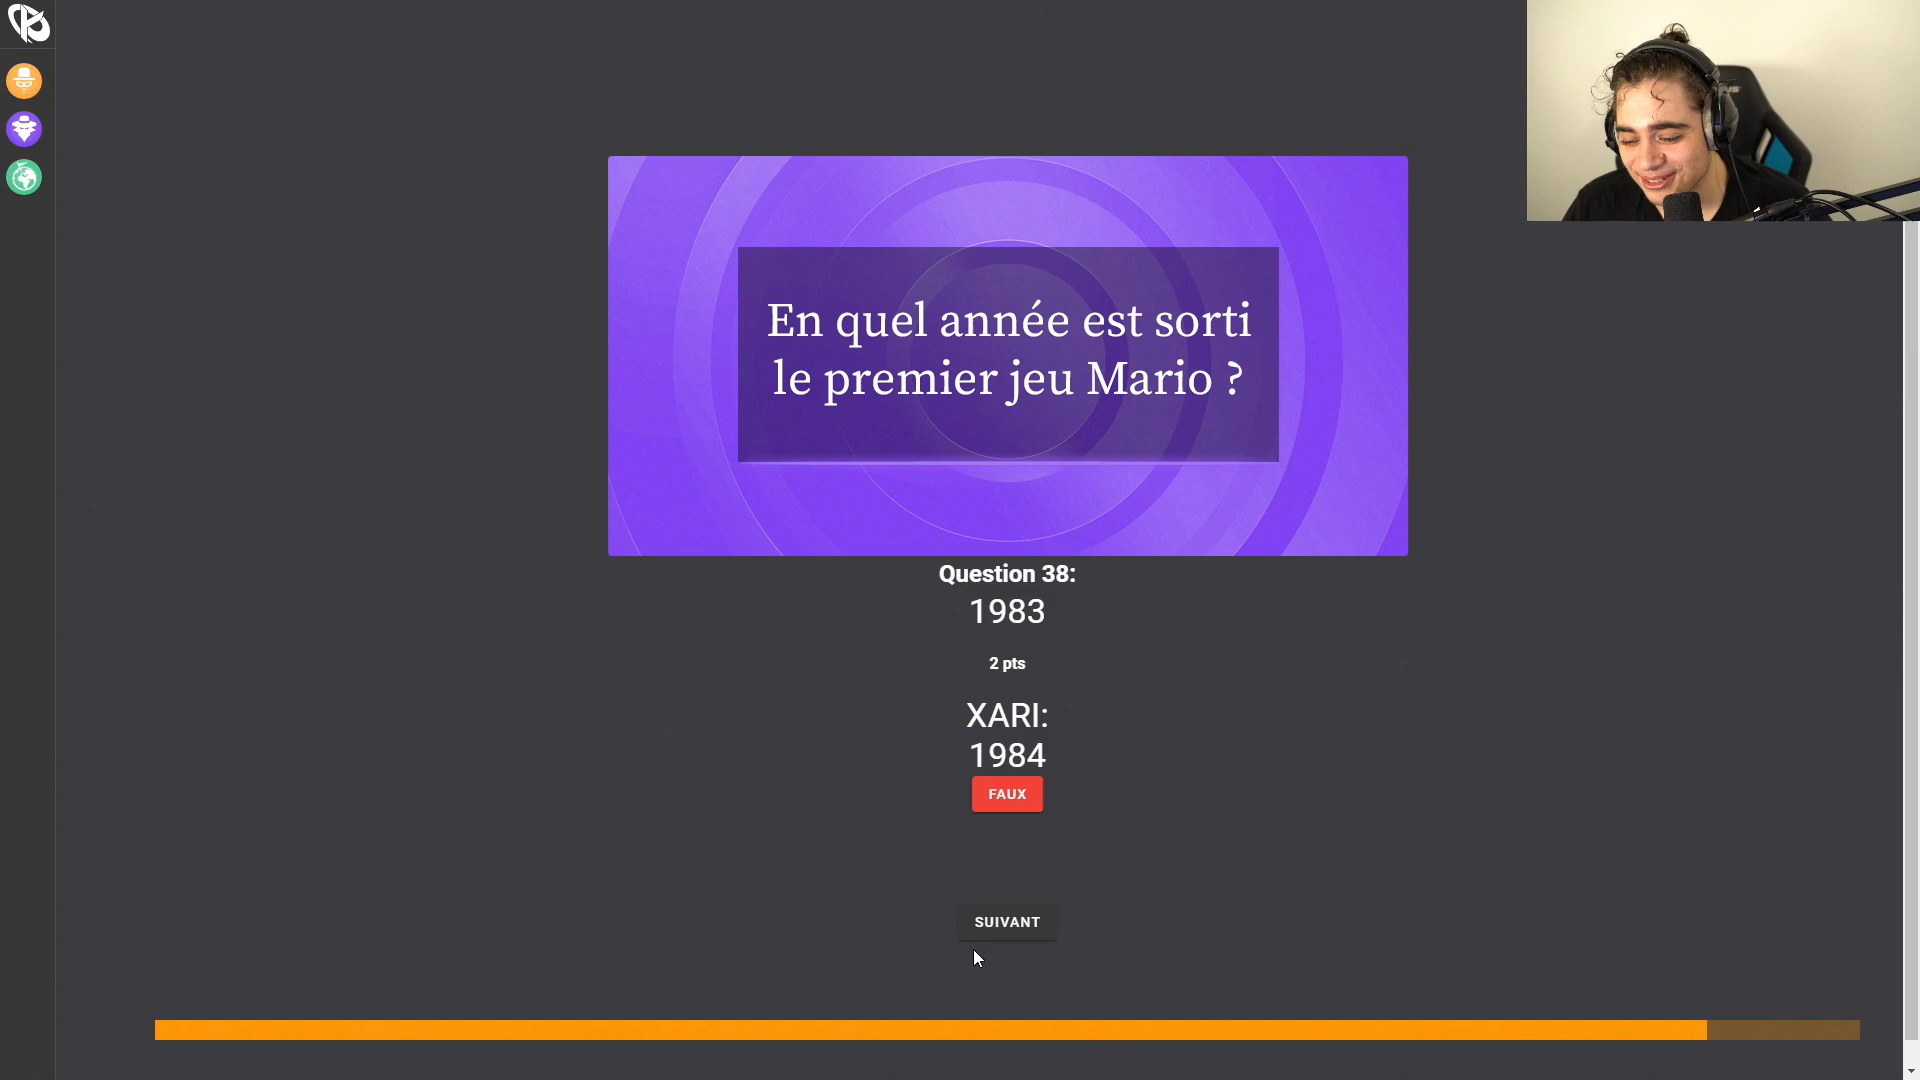 En quel année est sorti
le premier jeu Mario ?
Question 38:
1983
2 pts
XARI:
1984
FAUX
SUIVANT